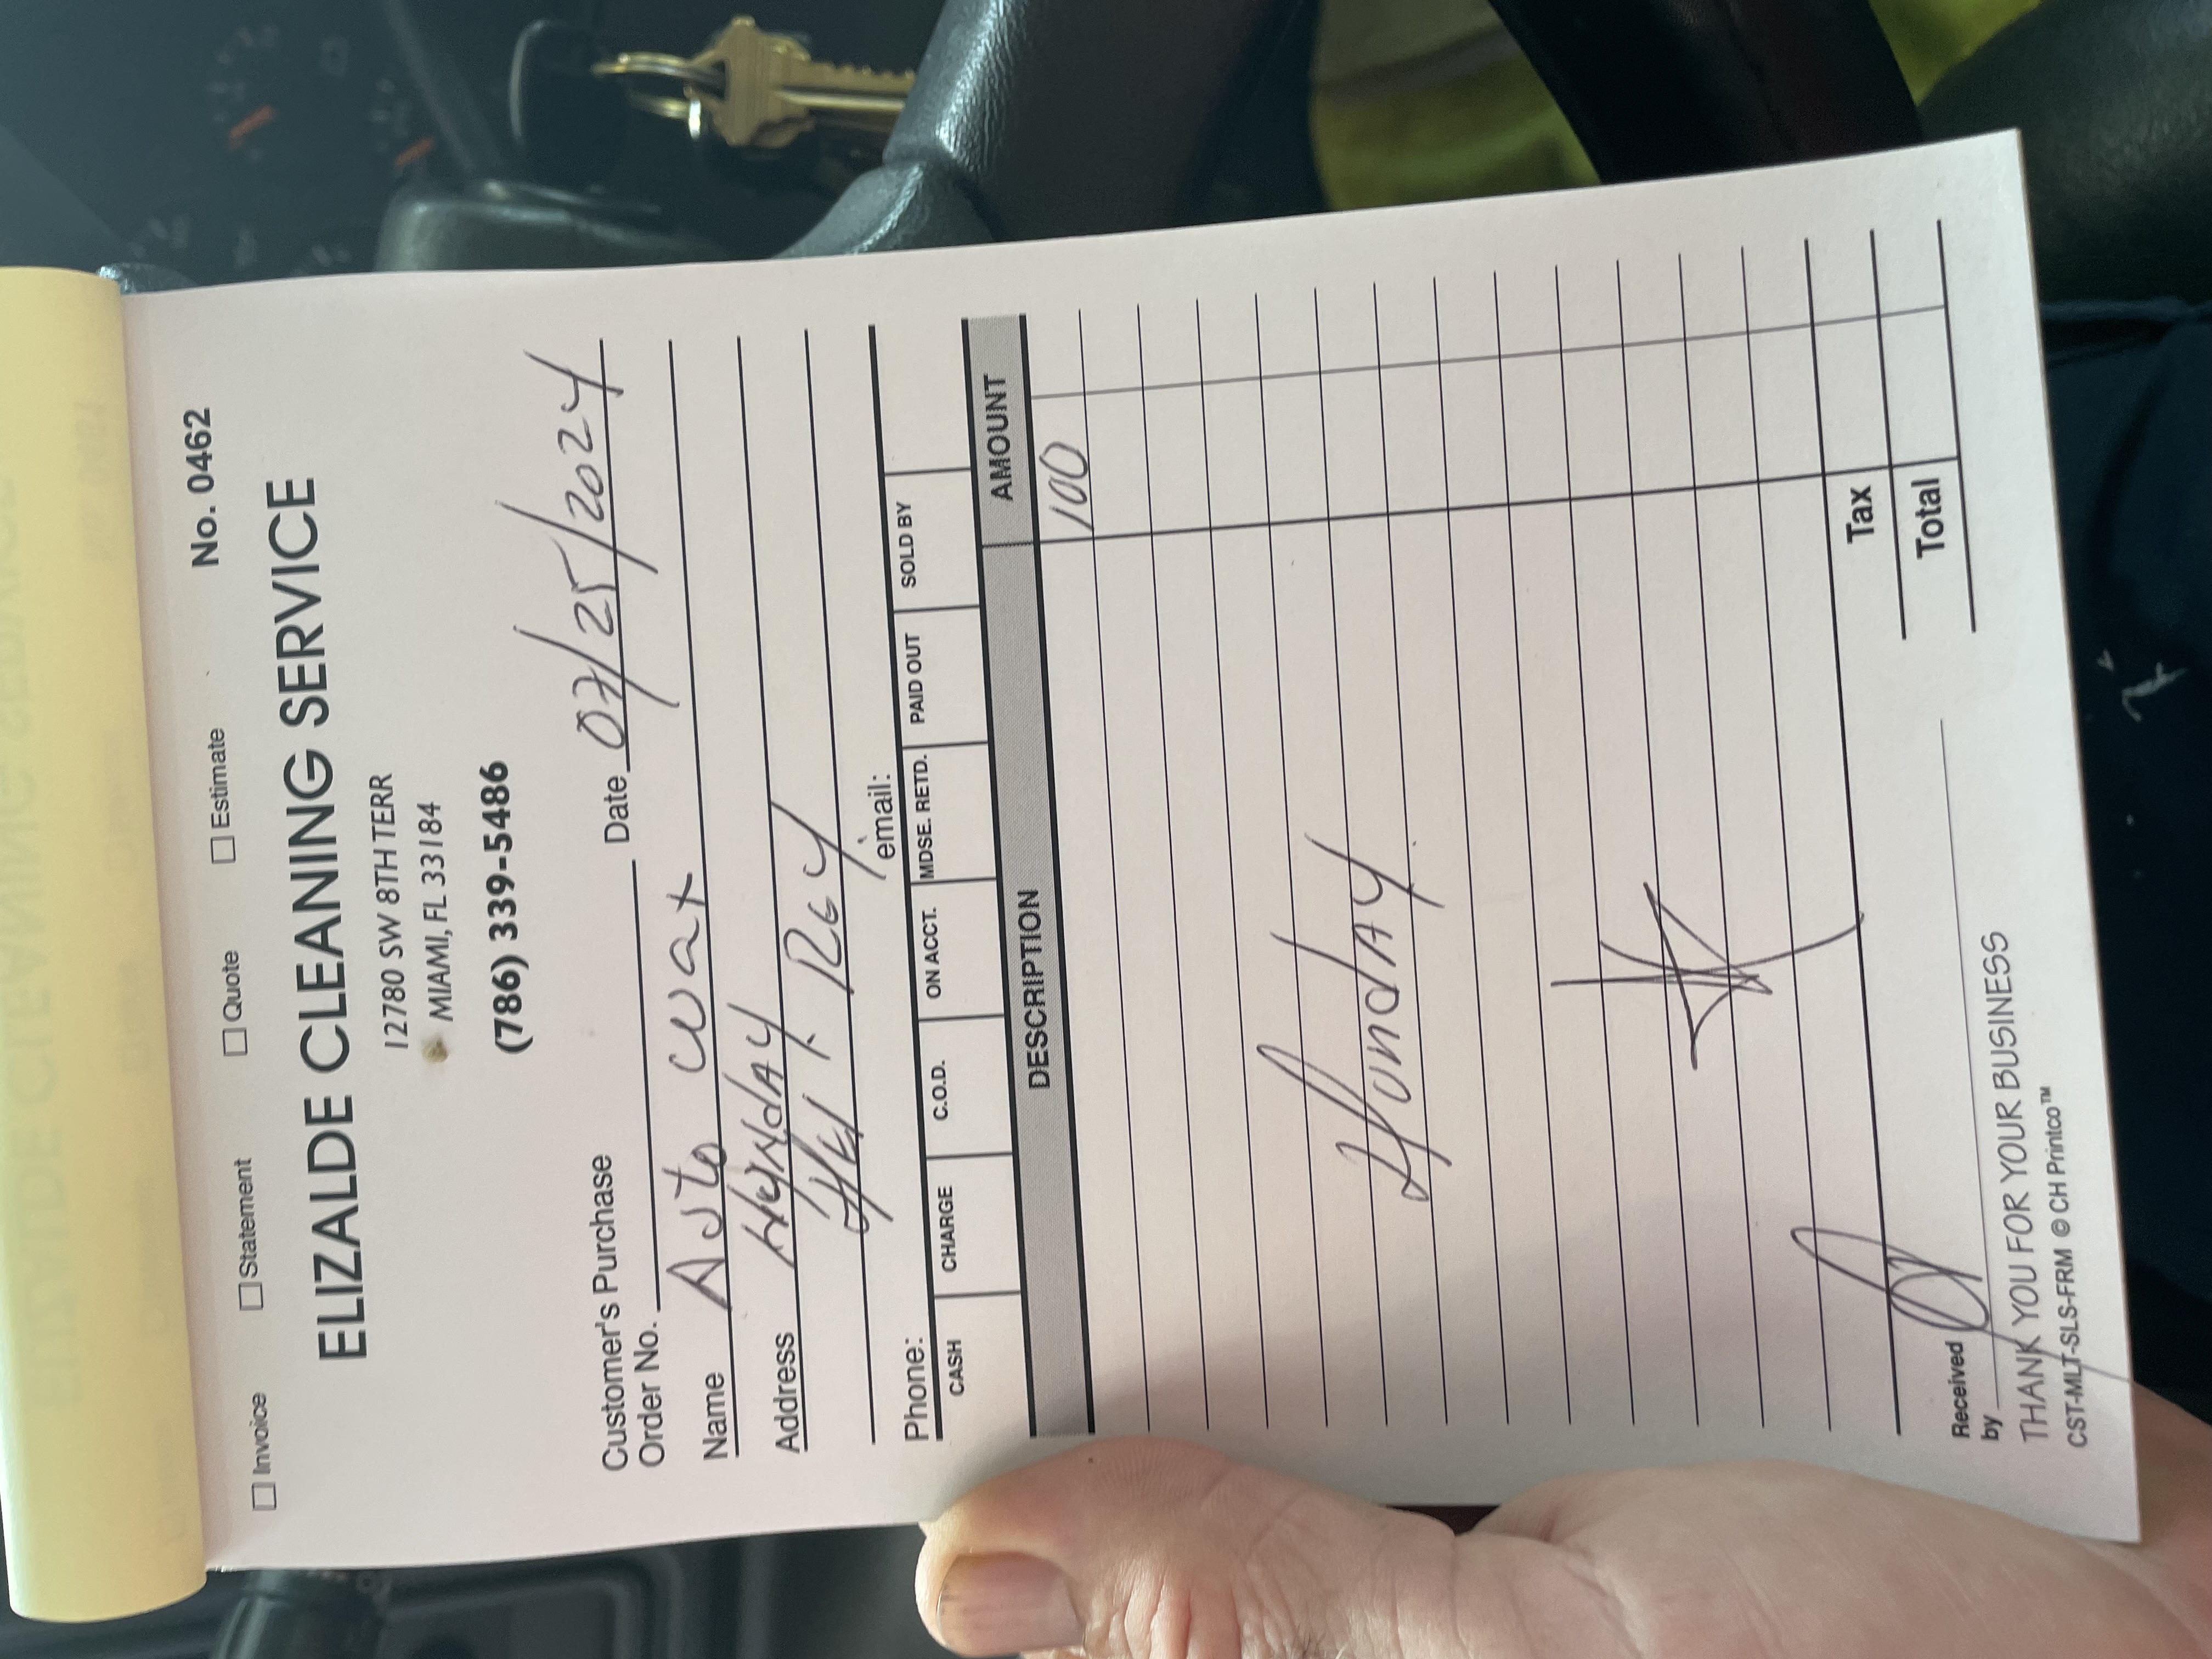 No. 0462
☐ Invoice ☐ Statement ☐ Quote ☐ Estimate
ELIZALDE CLEANING SERVICE
12780 SW 8TH TERR
MIAMI, FL 33184
(786) 339-5486
Customer's Purchase
Order No. Date 07/25/2024
Name Auto Wax
Address HyundAy
Phone: email:
CASH CHARGE C.O.D. ON ACCT. MDSE. RETD. PAID OUT SOLD BY
DESCRIPTION AMOUNT
100
HondAy
Tax
Total
Received
by
THANK YOU FOR YOUR BUSINESS
CST-MLT-SLS-FRM © CH Printco™